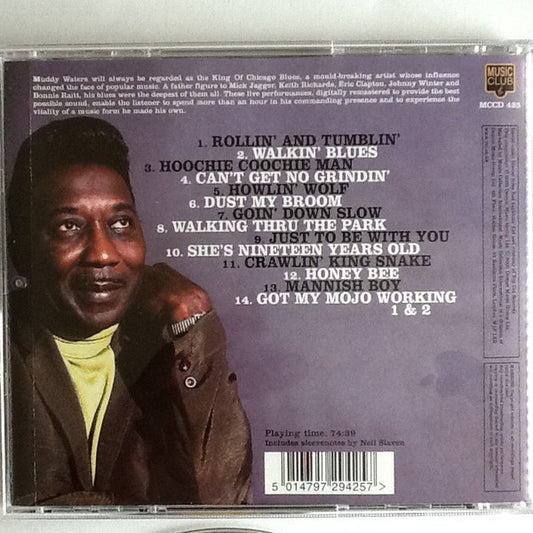 Muddy Waters will always be regarded as the King Of Chicago Blues, a mould-breaking artist whose influence
changed the face of popular music. A father figure to Mick Jagger, Keith Richards, Eric Clapton, Johnny Winter and
Bonnie Raitt, his blues were the deepest of them all. These live performances, digitally remastered to provide the best
possible sound, enable the listener to spend more than an hour in his commanding presence and to experience the
vitality of a music form he made his own.
MUSIC
CLUB
MCCD 425
1. ROLLIN' AND TUMBLIN'
2. WALKIN' BLUES
3. HOOCHIE COOCHIE MAN
4. CAN'T GET NO GRINDIN'
5. HOWLIN' WOLF
6. DUST MY BROOM
7. GOIN' DOWN SLOW
8. WALKING THRU THE PARK
9. JUST TO BE WITH YOU
10. SHE'S NINETEEN YEARS OLD
11. CRAWLIN' KING SNAKE
12. HONEY BEE
13. MANNISH BOY
14. GOT MY MOJO WORKING
1 & 2
Playing time: 74:39
Includes sleevenotes by Neil Slaven
5 014797 294257 >